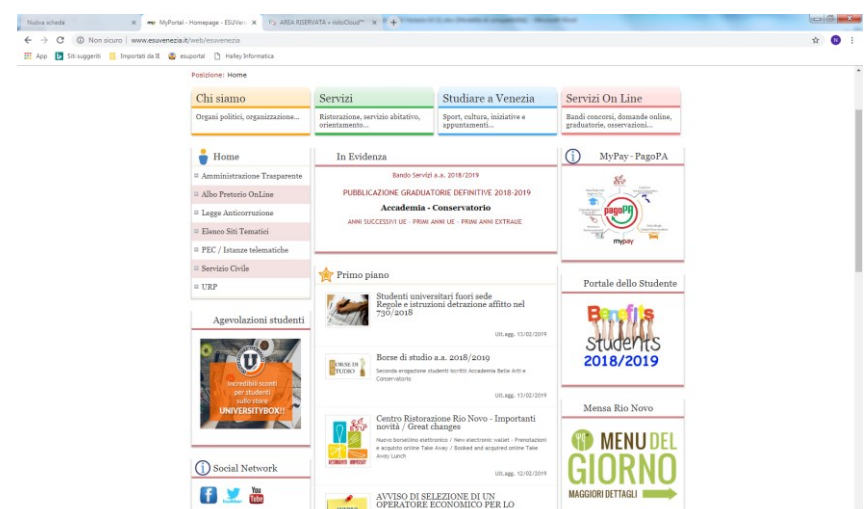 Nuova scheda
MyPortal - Homepage - ESUVen
AREA RISERVATA
Non sicuro | www.esuvenezia.it/web/esuvenezia
App
Siti suggeriti
Importati da IE
esuportal
Halley Informatica
Posizione: Home
Chi siamo
Organi politici, organizzazione...
Servizi
Ristorazione, servizio abitativo,
orientamento...
Studiare a Venezia
Sport, cultura, iniziative e
appuntamenti...
Servizi On Line
Bandi concorsi, domande online,
graduatorie, osservazioni...
Home
Amministrazione Trasparente
Albo Pretorio OnLine
Legge Anticorruzione
Elenco Siti Tematici
PEC / Istanze telematiche
Servizio Civile
URP
Agevolazioni studenti
Incredibili sconti
per studenti
sullo store
UNIVERSITYBOX!!
Social Network
You
Tube
In Evidenza
Bando Servizi a.a. 2018/2019
PUBBLICAZIONE GRADUATORIE DEFINITIVE 2018-2019
Accademia - Conservatorio
ANNI SUCCESSIVI UE - PRIMI ANNI UE - PRIMI ANNI EXTRAUE
Primo piano
Studenti universitari fuori sede
Regole e istruzioni detrazione affitto nel
730/2018
Ult.agg. 13/02/2019
BORSE DI
STUDIO
Borse di studio a.a. 2018/2019
Seconda erogazione studenti iscritti Accademia Belle Arti e
Conservatorio
Ult.agg. 13/02/2019
Centro Ristorazione Rio Novo - Importanti
novità / Great changes
Nuovo borsellino elettronico / New electronic wallet - Prenotazioni
e acquisto online Take Away / Booked and acquired online Take
Away Lunch
Ult.agg. 12/02/2019
AVVISO DI SELEZIONE DI UN
OPERATORE ECONOMICO PER LO
MyPay - PagoPA
pagoPA
mypay
Portale dello Studente
Benefits
students
2018/2019
Mensa Rio Novo
MENU DEL
GIORNO
MAGGIORI DETTAGLI